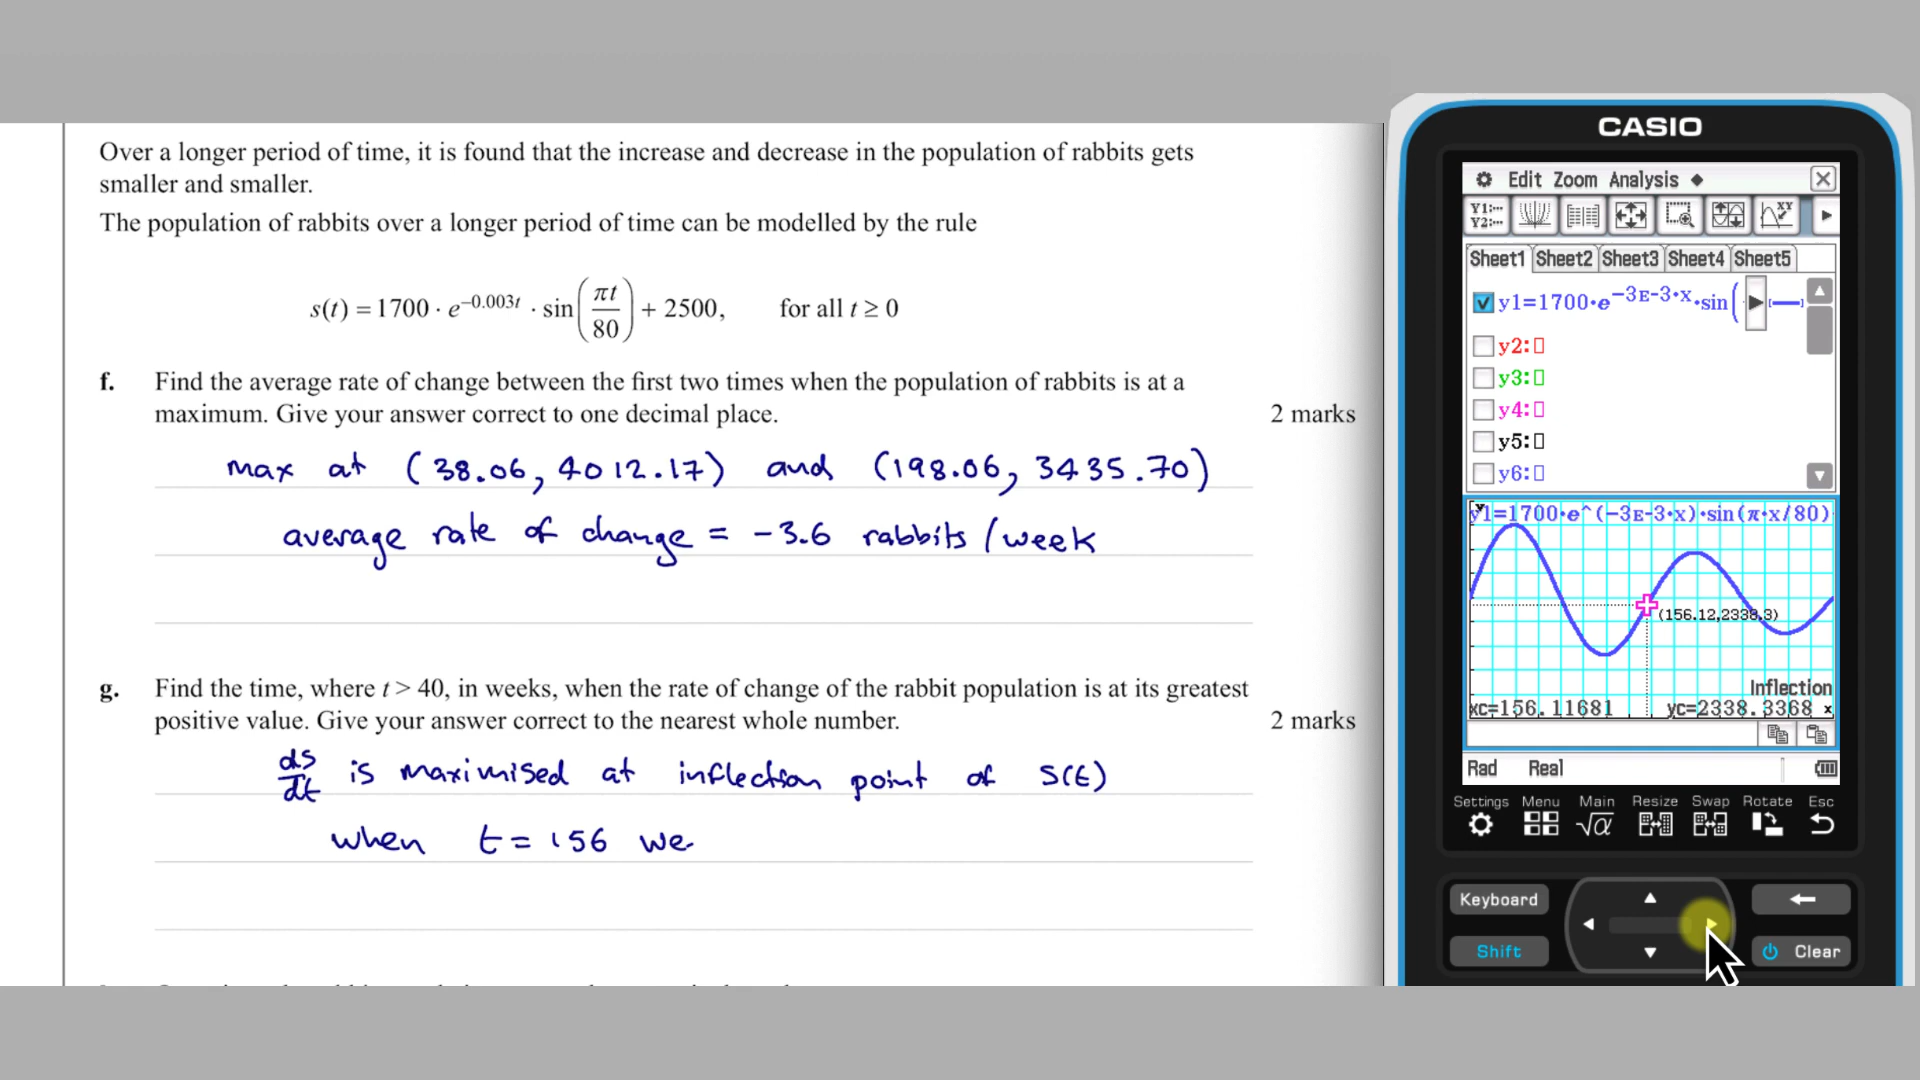 Over a longer period of time, it is found that the increase and decrease in the population of rabbits gets
smaller and smaller.
The population of rabbits over a longer period of time can be modelled by the rule
s(t) = 1700 · e^{−0.003t} · sin(πt/80) + 2500, for all t ≥ 0
f. Find the average rate of change between the first two times when the population of rabbits is at a
maximum. Give your answer correct to one decimal place. 2 marks
max at (38.06, 4012.17) and (198.06, 3435.70)
average rate of change = −3.6 rabbits/week
g. Find the time, where t > 40, in weeks, when the rate of change of the rabbit population is at its greatest
positive value. Give your answer correct to the nearest whole number. 2 marks
ds/dt is maximised at inflection point of s(t)
when t = 156 we
CASIO
Edit Zoom Analysis
Y1:··· Y2:··· XY
Sheet1 Sheet2 Sheet3 Sheet4 Sheet5
y1=1700·e^{−3E−3·x}·sin(
y2:
y3:
y4:
y5:
y6:
y1=1700·e^(−3E−3·x)·sin(π·x/80)
(156.12,2338.3)
Inflection
xc=156.11681 yc=2338.3368 x
Rad Real
Settings Menu Main Resize Swap Rotate Esc
√α
Keyboard
Shift Clear